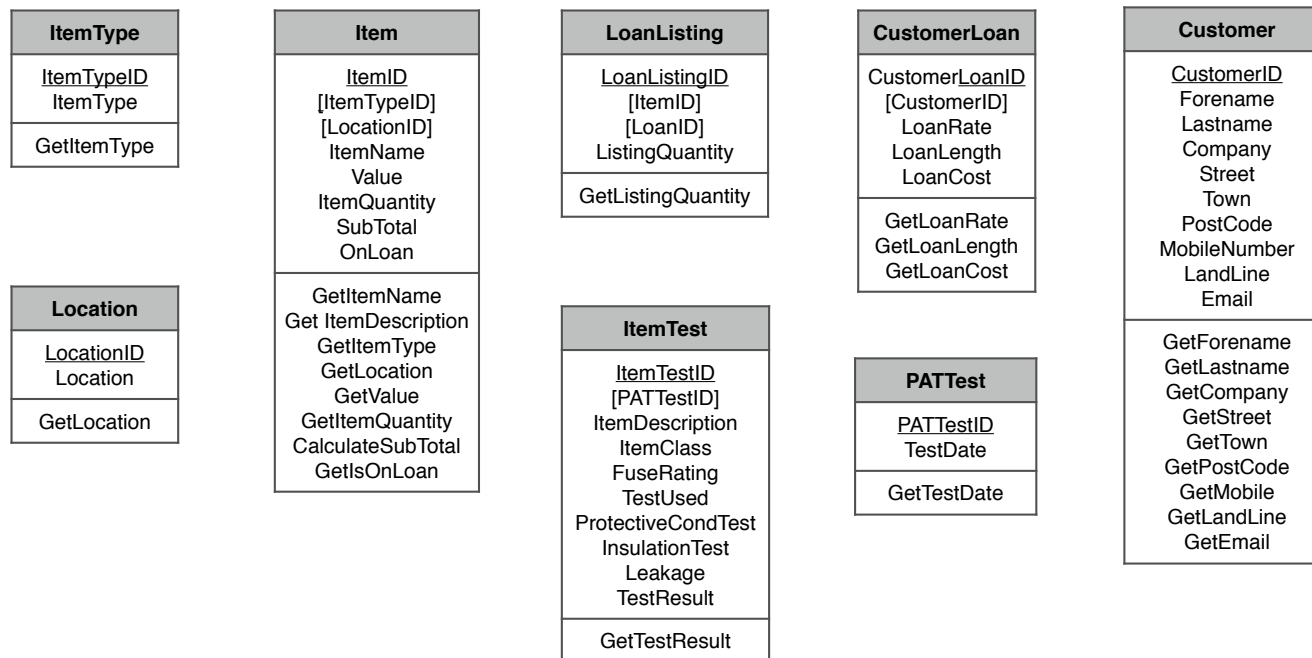 ItemType
ItemTypeID
ItemType
GetItemType
Item
ItemID
[ItemTypeID]
[LocationID]
ItemName
Value
ItemQuantity
SubTotal
OnLoan
GetItemName
Get ItemDescription
GetItemType
GetLocation
GetValue
GetItemQuantity
CalculateSubTotal
GetIsOnLoan
LoanListing
LoanListingID
[ItemID]
[LoanID]
ListingQuantity
GetListingQuantity
CustomerLoan
CustomerLoanID
[CustomerID]
LoanRate
LoanLength
LoanCost
GetLoanRate
GetLoanLength
GetLoanCost
Customer
CustomerID
Forename
Lastname
Company
Street
Town
PostCode
MobileNumber
LandLine
Email
GetForename
GetLastname
GetCompany
GetStreet
GetTown
GetPostCode
GetMobile
GetLandLine
GetEmail
Location
LocationID
Location
GetLocation
ItemTest
ItemTestID
[PATTestID]
ItemDescription
ItemClass
FuseRating
TestUsed
ProtectiveCondTest
InsulationTest
Leakage
TestResult
GetTestResult
PATTest
PATTestID
TestDate
GetTestDate